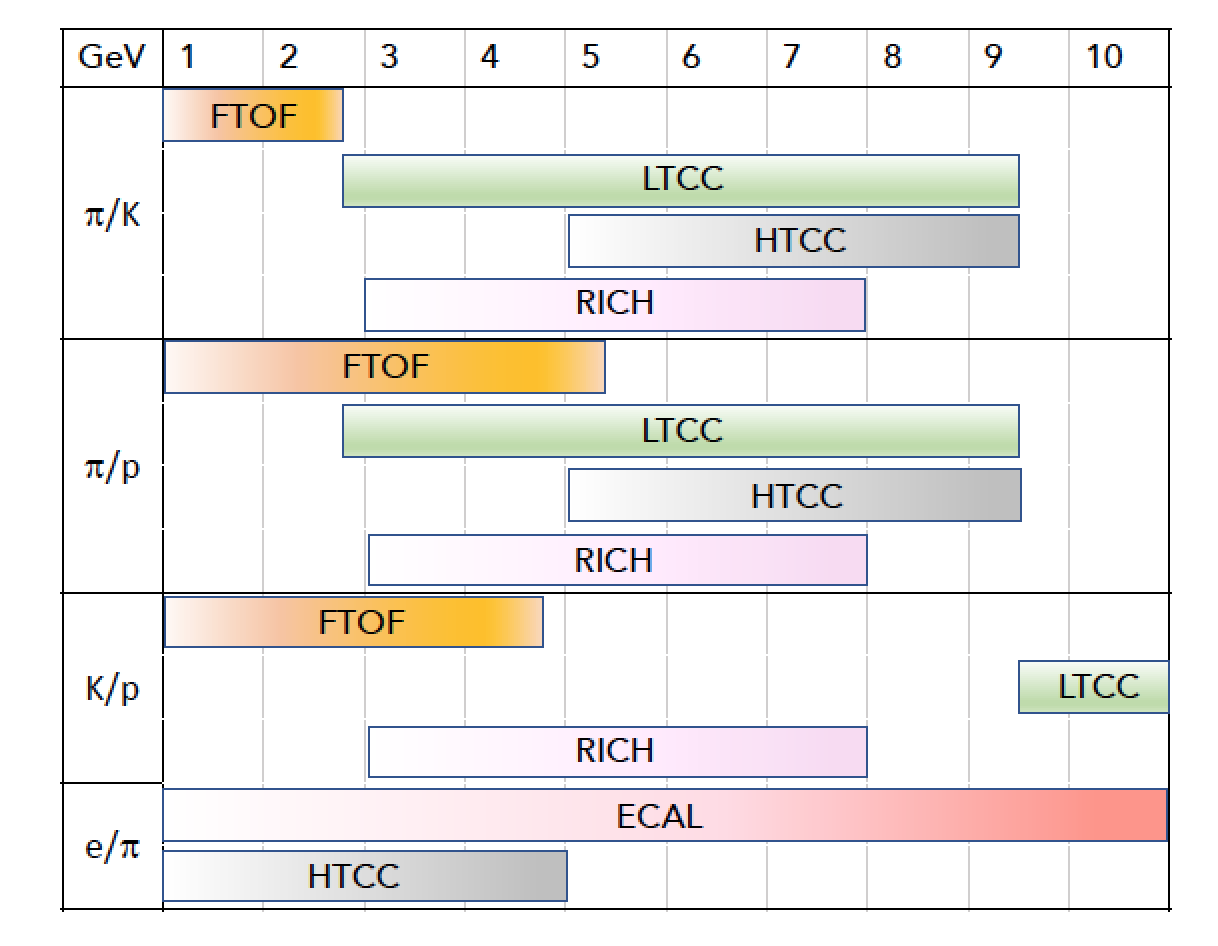 GeV 1 2 3 4 5 6 7 8 9 10
FTOF
LTCC
π/K
HTCC
RICH
FTOF
LTCC
π/p
HTCC
RICH
FTOF
K/p
LTCC
RICH
ECAL
e/π
HTCC